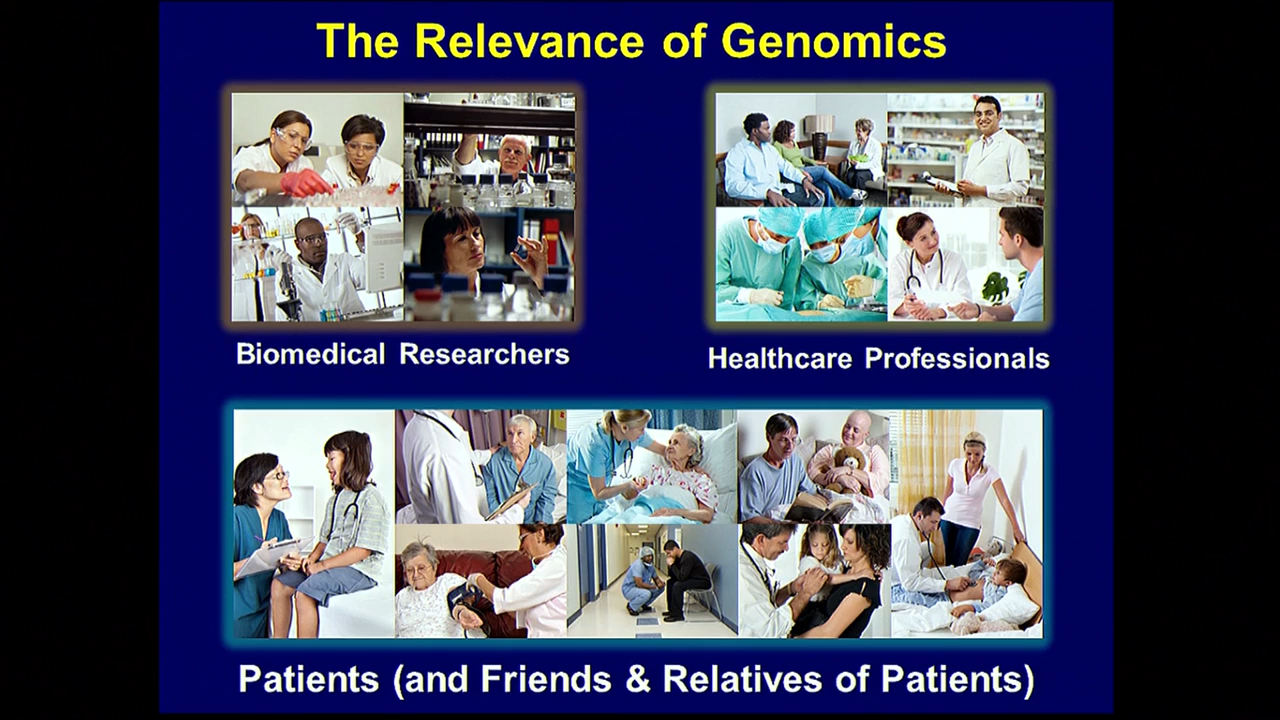 The Relevance of Genomics
Biomedical Researchers
Healthcare Professionals
Patients (and Friends & Relatives of Patients)